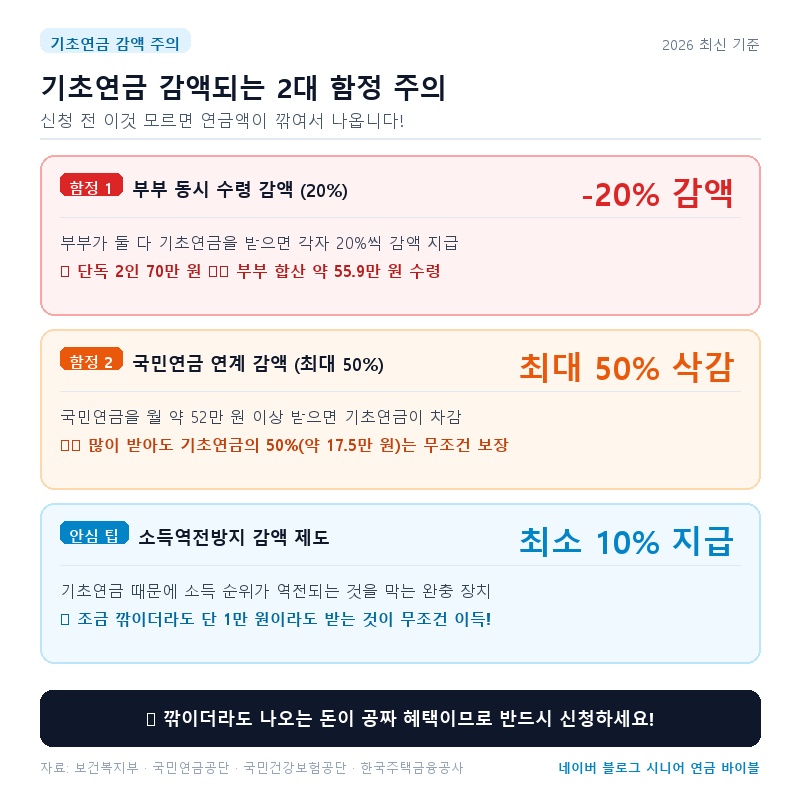 기초연금 감액 주의
2026 최신 기준
기초연금 감액되는 2대 함정 주의
신청 전 이것 모르면 연금액이 깎여서 나옵니다!
함정 1 부부 동시 수령 감액 (20%)
-20% 감액
부부가 둘 다 기초연금을 받으면 각자 20%씩 감액 지급
단독 2인 70만 원 부부 합산 약 55.9만 원 수령
함정 2 국민연금 연계 감액 (최대 50%)
최대 50% 삭감
국민연금을 월 약 52만 원 이상 받으면 기초연금이 차감
많이 받아도 기초연금의 50%(약 17.5만 원)는 무조건 보장
안심 팁 소득역전방지 감액 제도
최소 10% 지급
기초연금 때문에 소득 순위가 역전되는 것을 막는 완충 장치
조금 깎이더라도 단 1만 원이라도 받는 것이 무조건 이득!
깎이더라도 나오는 돈이 공짜 혜택이므로 반드시 신청하세요!
자료: 보건복지부 · 국민연금공단 · 국민건강보험공단 · 한국주택금융공사
네이버 블로그 시니어 연금 바이블